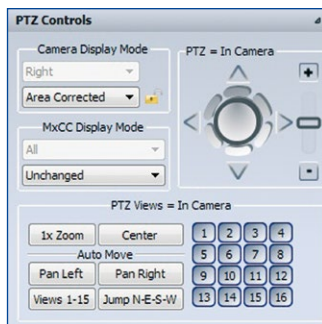 PTZ Controls
Camera Display Mode
Right
Area Corrected
MxCC Display Mode
All
Unchanged
PTZ = In Camera
+
-
PTZ Views = In Camera
1x Zoom Center
Auto Move
Pan Left Pan Right
Views 1-15 Jump N-E-S-W
1 2 3 4
5 6 7 8
9 10 11 12
13 14 15 16